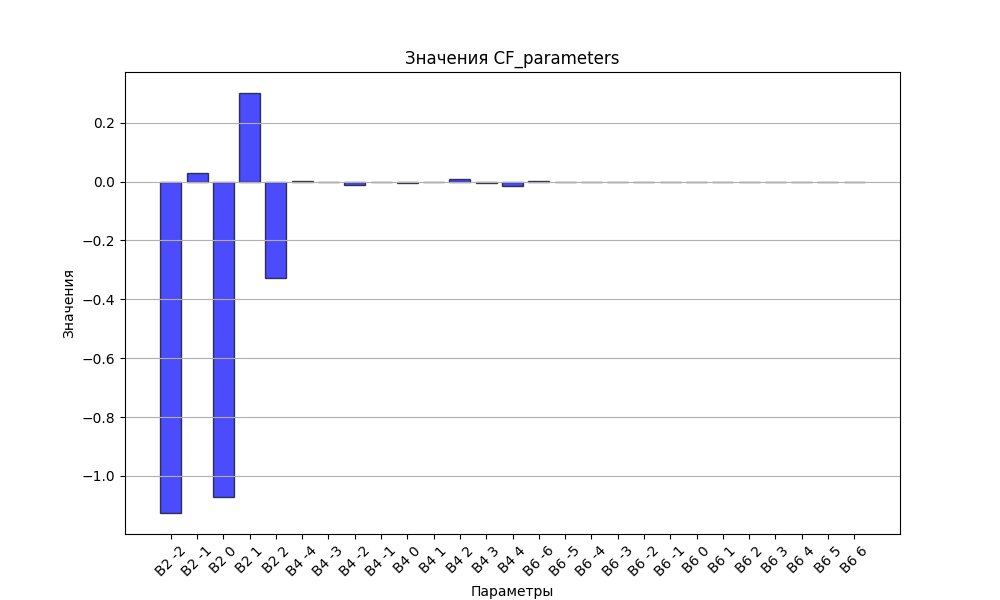 Значения CF_parameters
Значения
0.2
0.0
−0.2
−0.4
−0.6
−0.8
−1.0
B2 -2
B2 -1
B2 0
B2 1
B2 2
B4 -4
B4 -3
B4 -2
B4 -1
B4 0
B4 1
B4 2
B4 3
B4 4
B6 -6
B6 -5
B6 -4
B6 -3
B6 -2
B6 -1
B6 0
B6 1
B6 2
B6 3
B6 4
B6 5
B6 6
Параметры